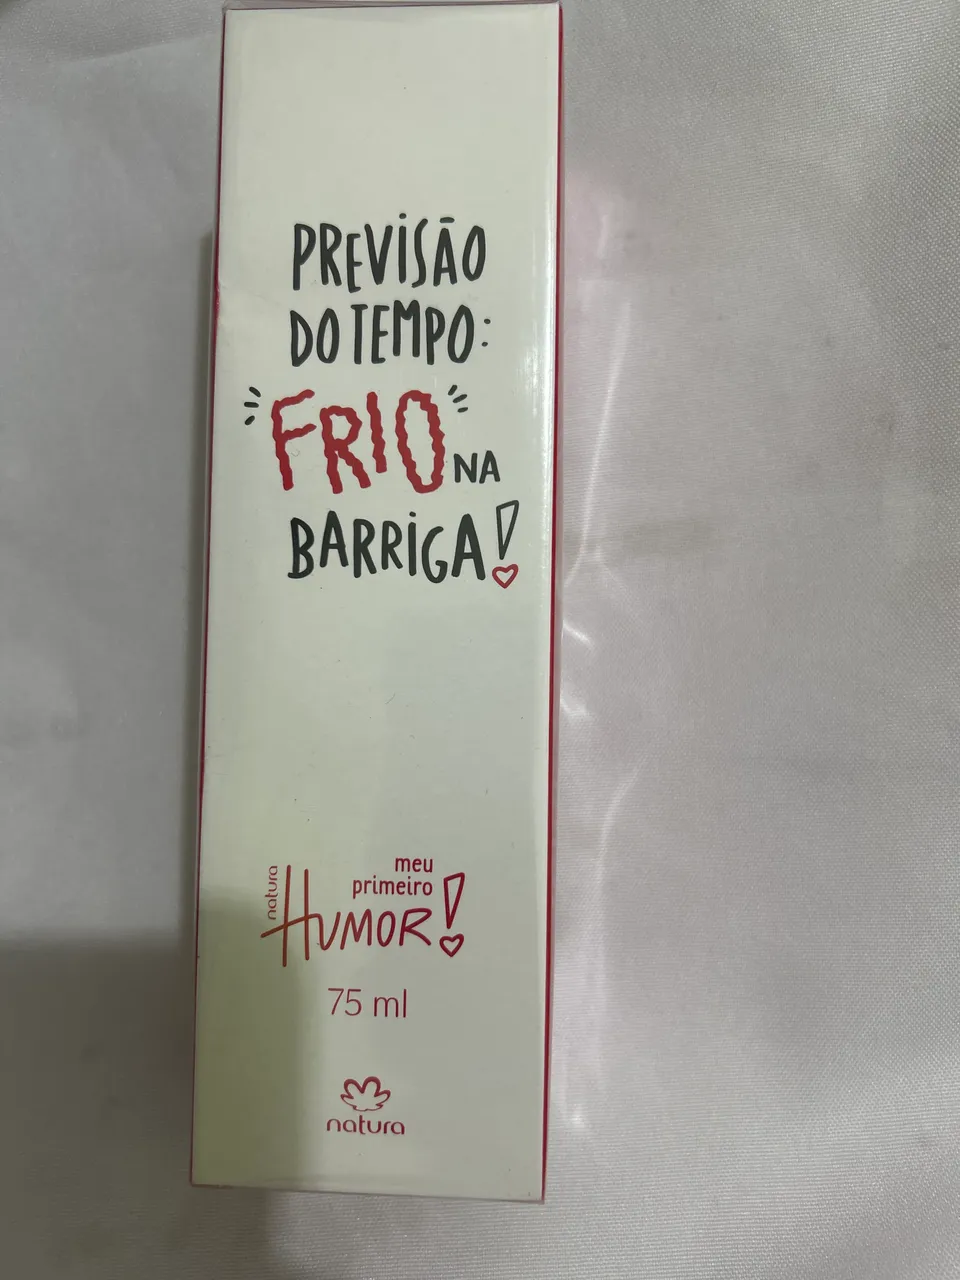 PREVISÃO
DO TEMPO:
FRIO NA
BARRIGA!
meu
primeiro
natura
HUMOR!
75 ml
natura